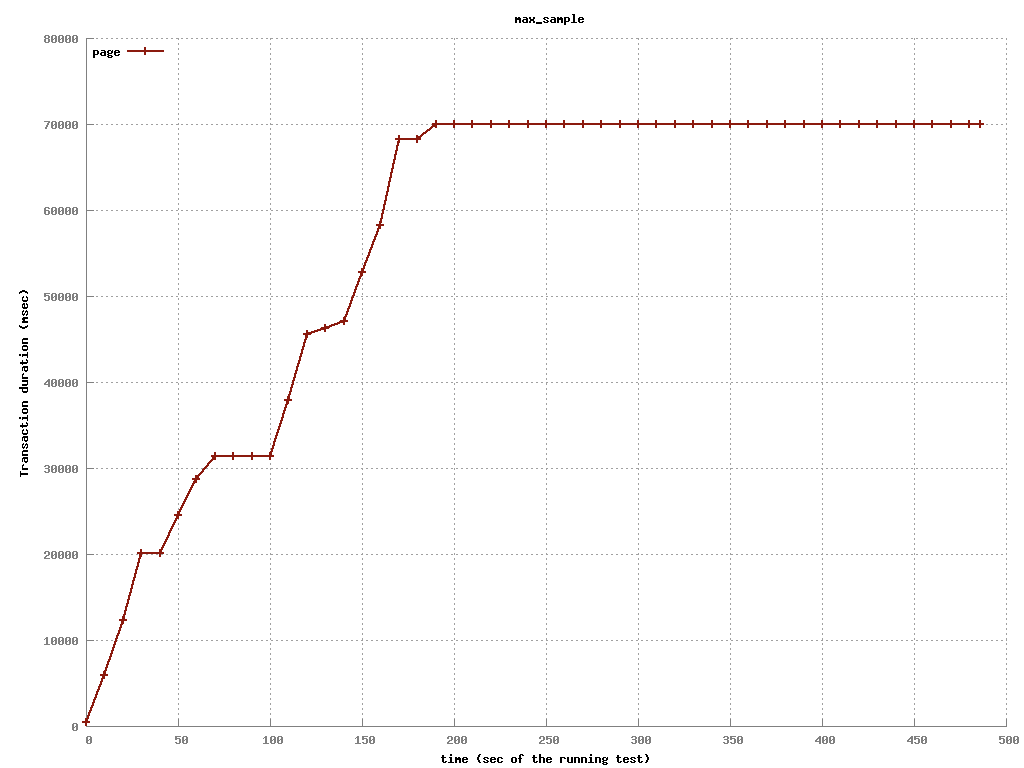 max_sample
80000
page
70000
60000
50000
40000
30000
20000
10000
0
Transaction duration (msec)
0 50 100 150 200 250 300 350 400 450 500
time (sec of the running test)